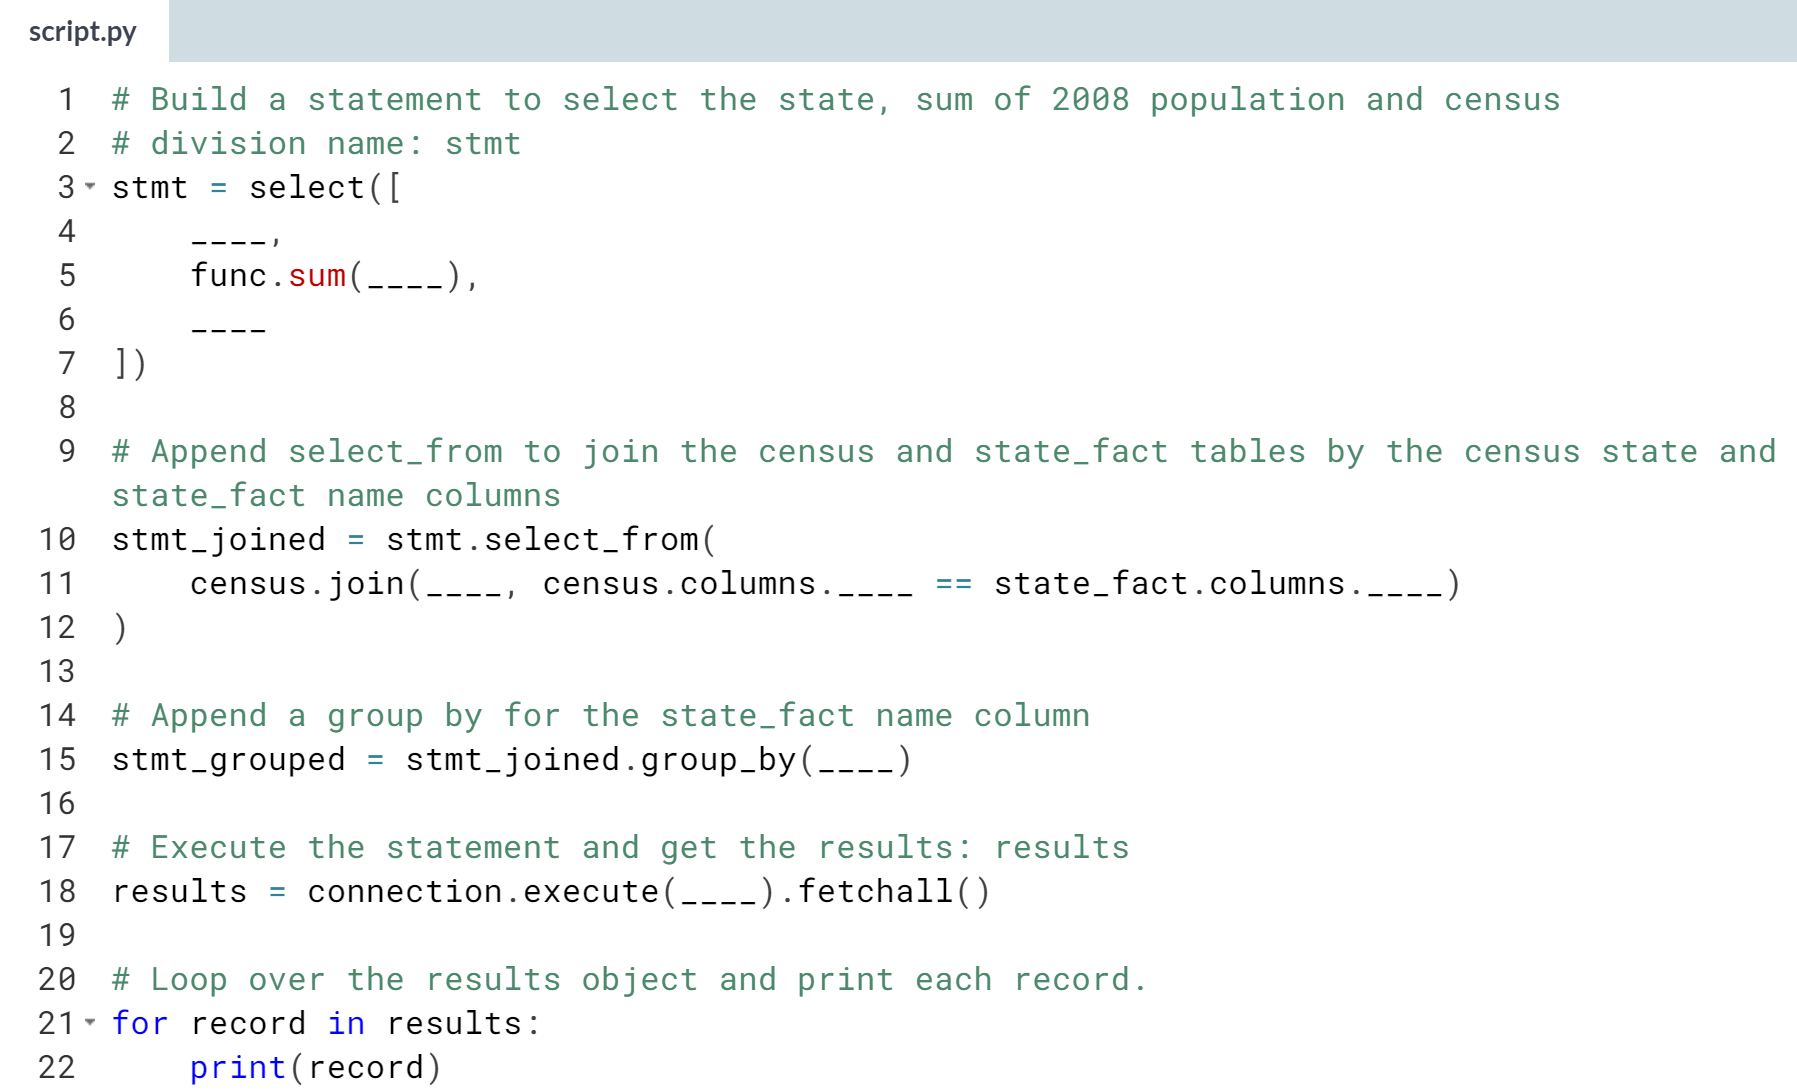 script.py
1 # Build a statement to select the state, sum of 2008 population and census
2 # division name: stmt
3 stmt = select([
4     ____,
5     func.sum(____),
6     ____
7 ])
8
9 # Append select_from to join the census and state_fact tables by the census state and
state_fact name columns
10 stmt_joined = stmt.select_from(
11     census.join(____, census.columns.____ == state_fact.columns.____)
12 )
13
14 # Append a group by for the state_fact name column
15 stmt_grouped = stmt_joined.group_by(____)
16
17 # Execute the statement and get the results: results
18 results = connection.execute(____).fetchall()
19
20 # Loop over the results object and print each record.
21 for record in results:
22     print(record)